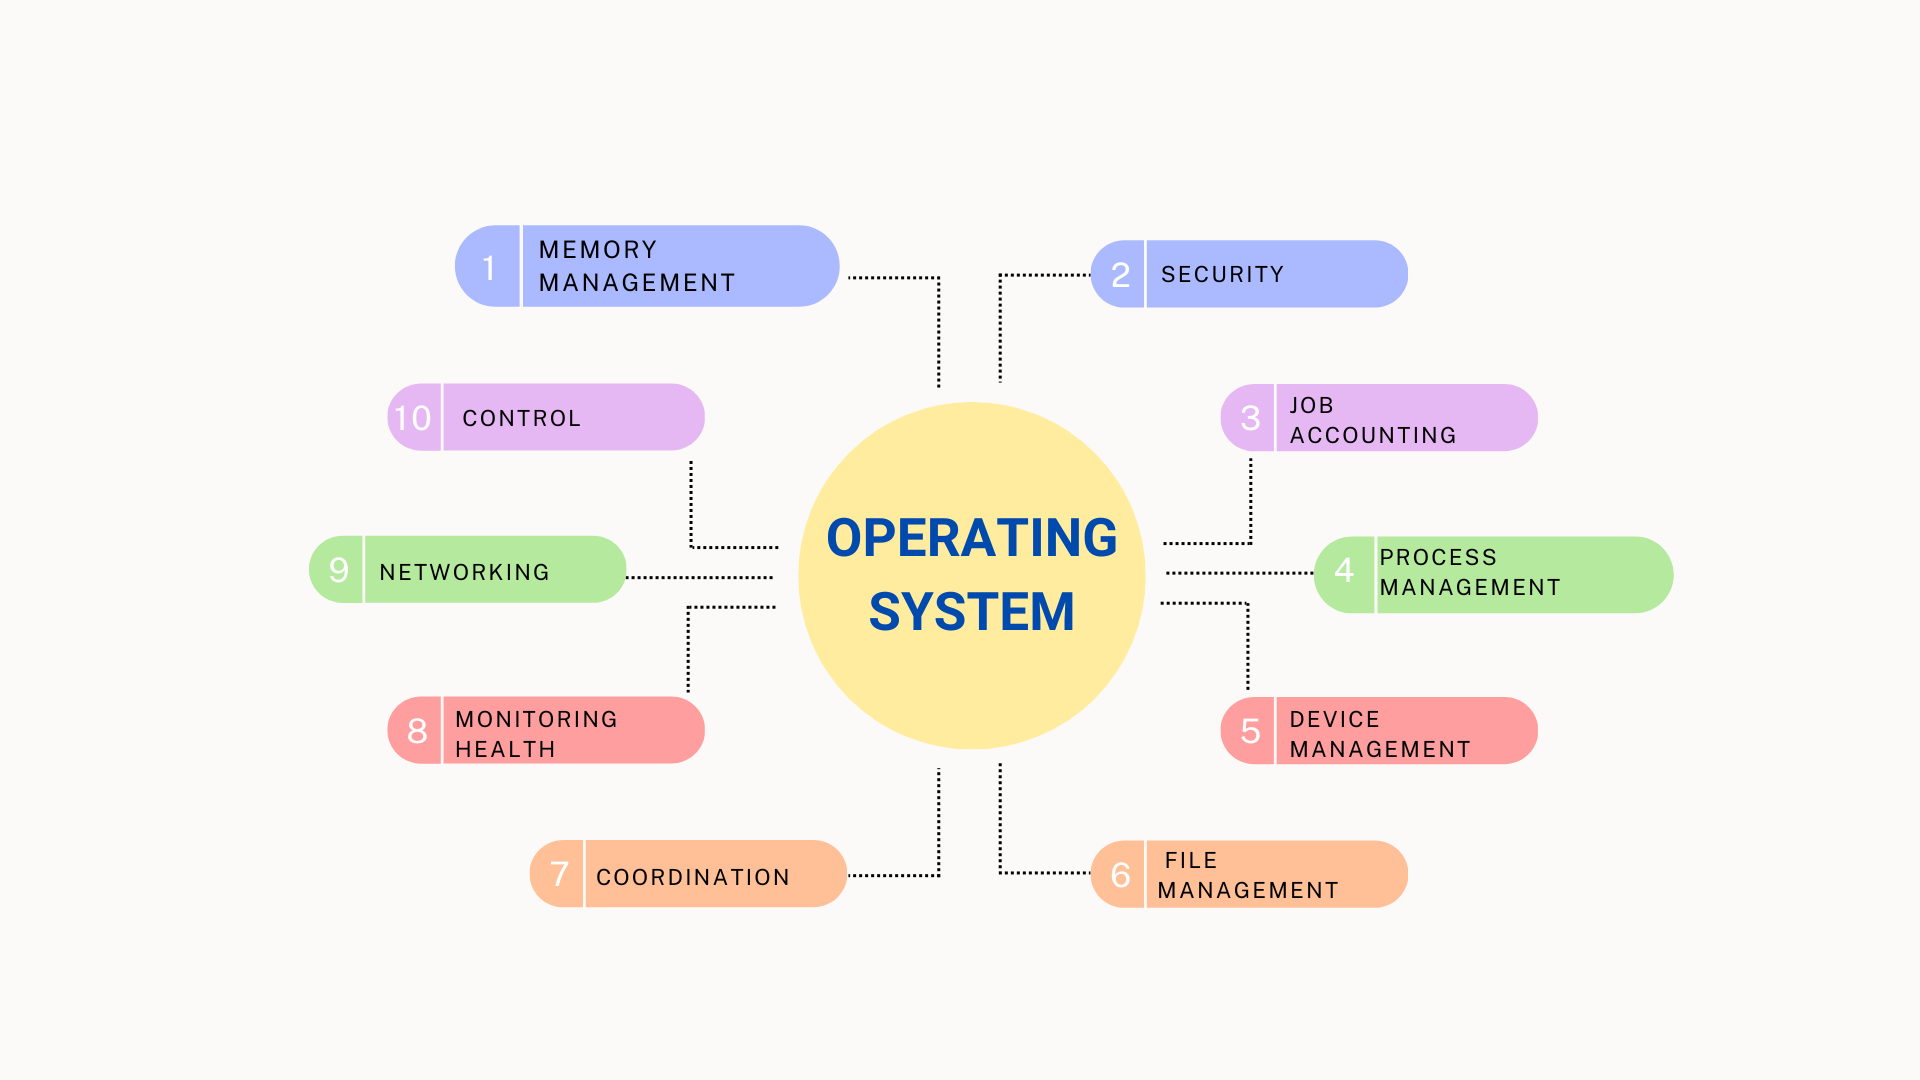 1
MEMORY
MANAGEMENT
2
SECURITY
10
CONTROL
3
JOB
ACCOUNTING
OPERATING
SYSTEM
9
NETWORKING
4
PROCESS
MANAGEMENT
8
MONITORING
HEALTH
5
DEVICE
MANAGEMENT
7
COORDINATION
6
FILE
MANAGEMENT